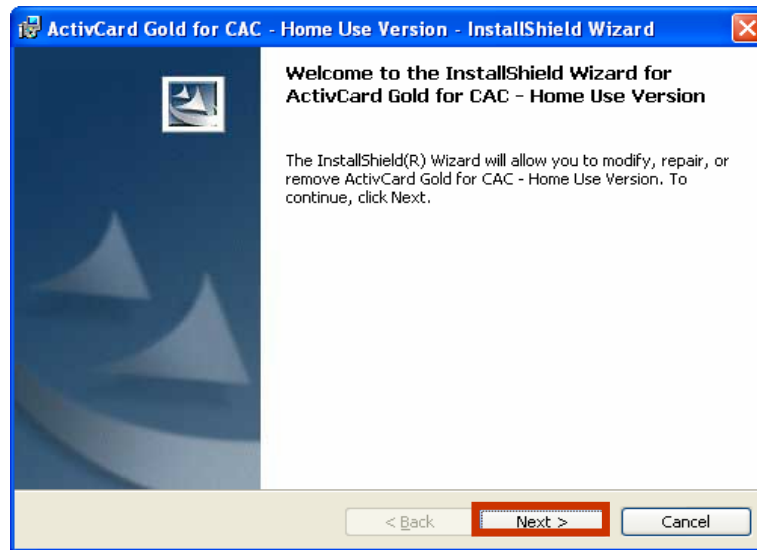 ActivCard Gold for CAC - Home Use Version - InstallShield Wizard
Welcome to the InstallShield Wizard for
ActivCard Gold for CAC - Home Use Version
The InstallShield(R) Wizard will allow you to modify, repair, or
remove ActivCard Gold for CAC - Home Use Version. To
continue, click Next.
< Back Next > Cancel